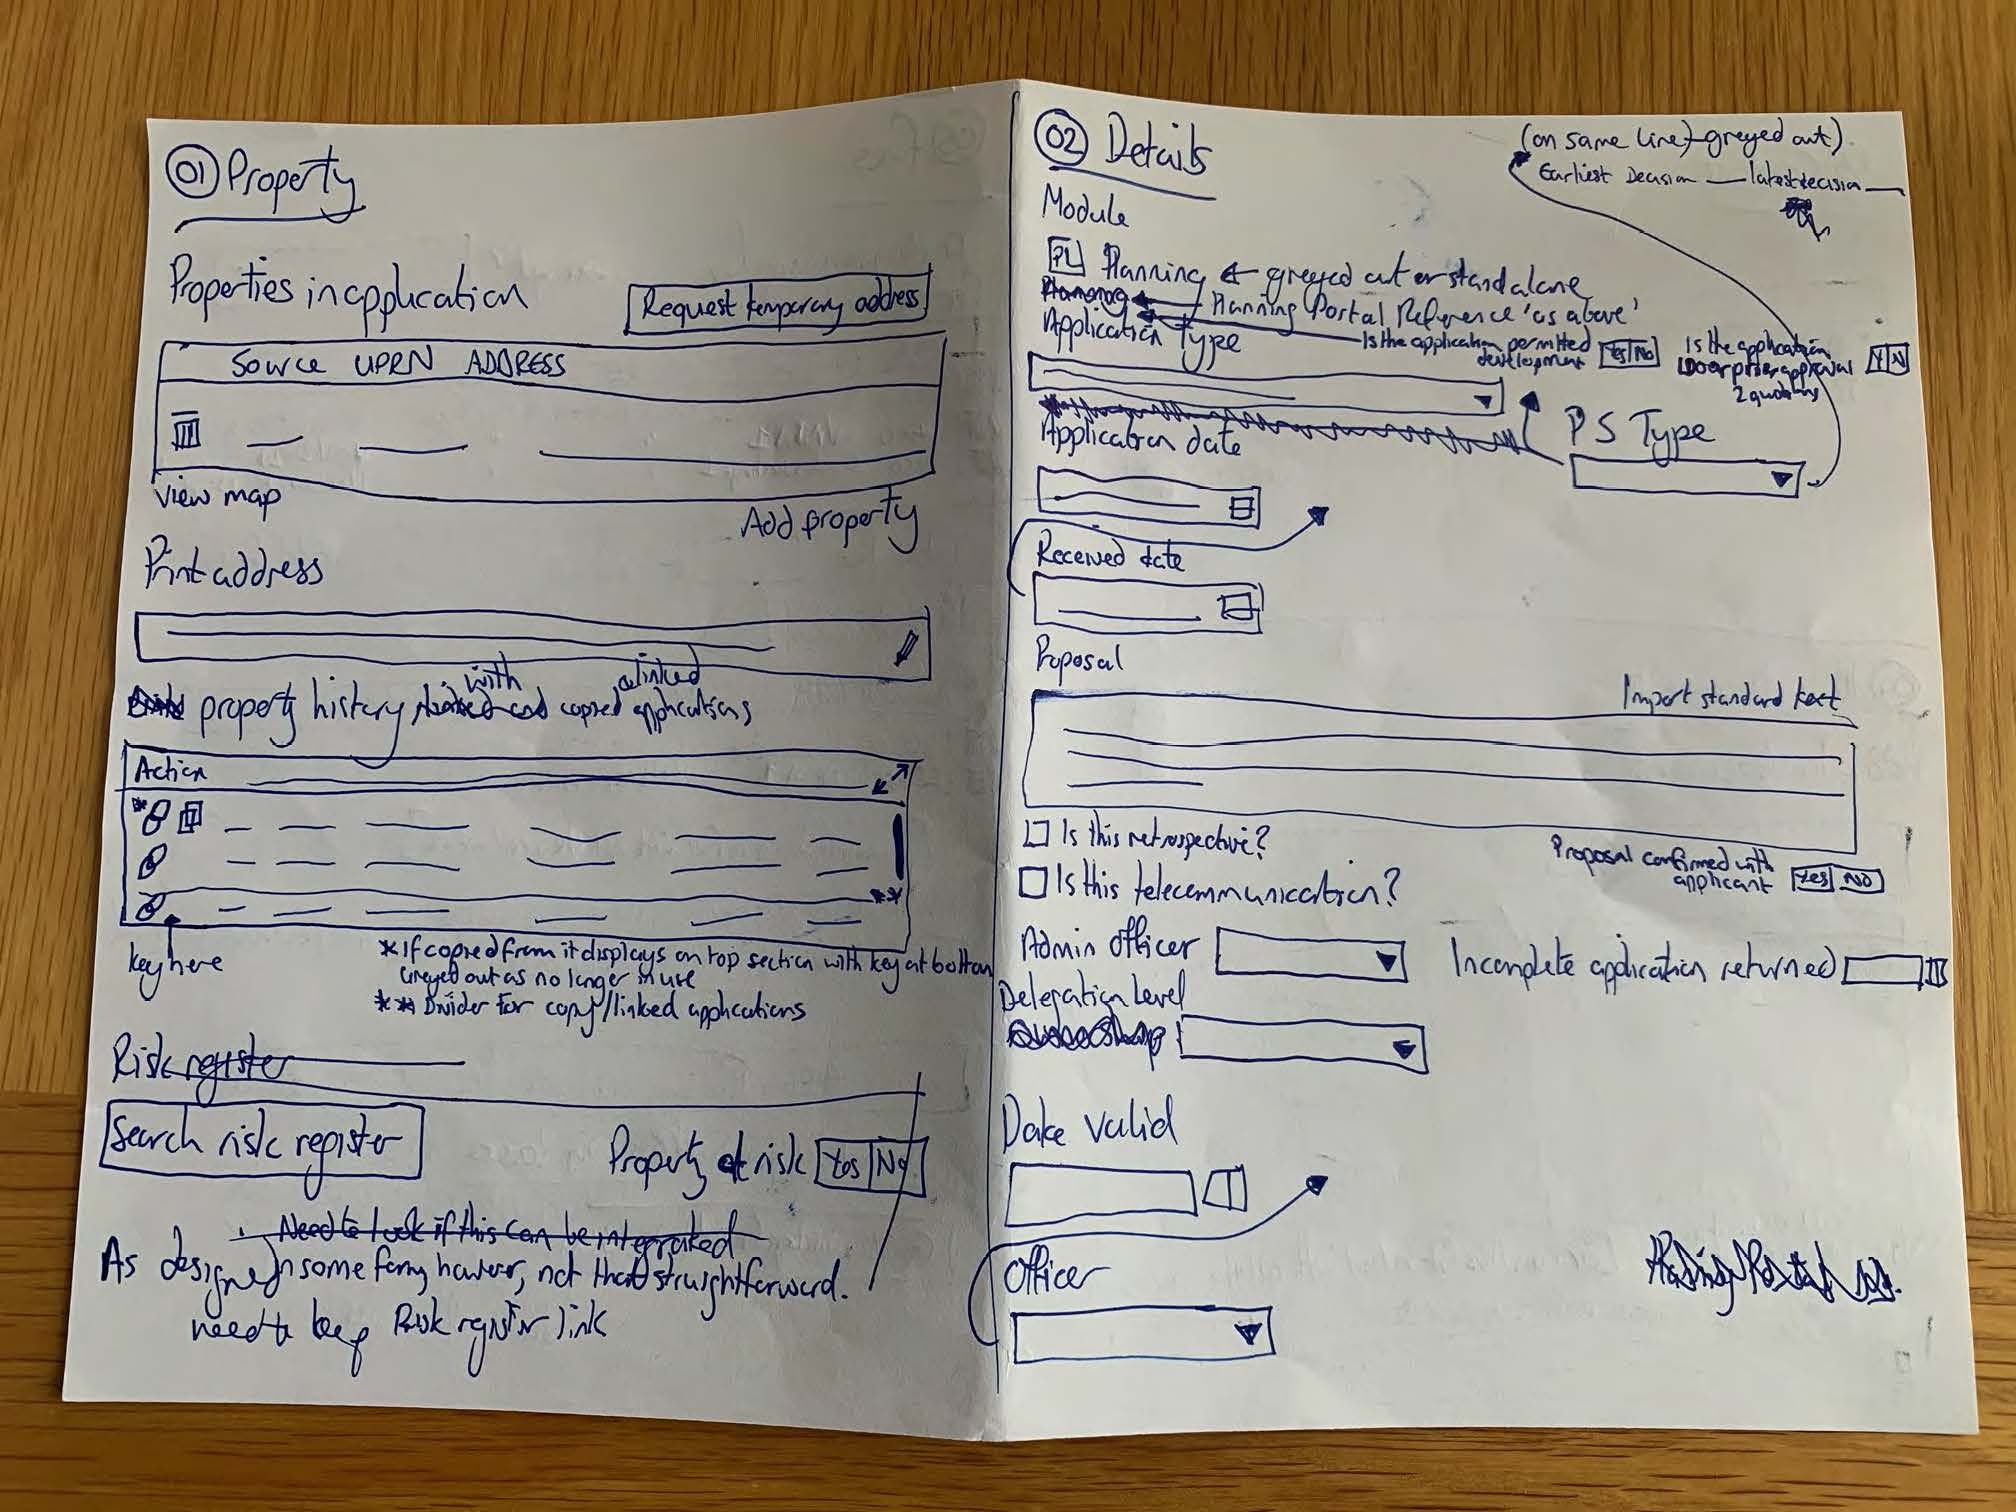 01 Property
Properties in application
Request temporary address
Source UPRN ADDRESS
View map
Add property
Print address
with linked
property history linked and copied applications
Action
key here
* If copied from it displays on top section with key at bottom
Greyed out as no longer in use
** Divider for copy/linked applications
Risk register
Search risk register
Property at risk Yes No
Need to look if this can be integrated
As designed in some form, however, not that straightforward.
need to keep Risk register link
02 Details
(on same line - greyed out).
Earliest Decision latest decision
Module
PL Planning greyed out or standalone
Planning Planning Portal Reference 'as above'
Application Type
Is the application permitted development Yes No
Is the application prior approval Y N
2 questions
PS Type
Application date
Received date
Proposal
Import standard text
Is this retrospective?
Proposal confirmed with applicant Yes No
Is this telecommunication?
Admin Officer
Incomplete application returned
Delegation Level
Date Valid
Officer